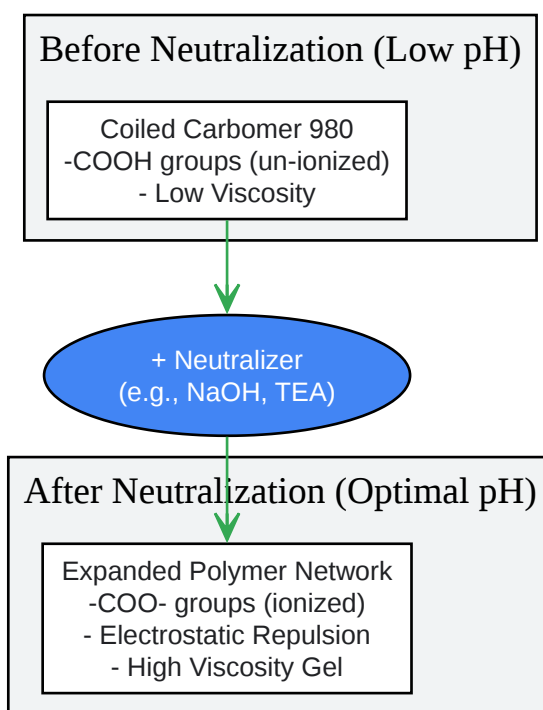 Before Neutralization (Low pH)
Coiled Carbomer 980
-COOH groups (un-ionized)
- Low Viscosity
+ Neutralizer
(e.g., NaOH, TEA)
After Neutralization (Optimal pH)
Expanded Polymer Network
-COO- groups (ionized)
- Electrostatic Repulsion
- High Viscosity Gel